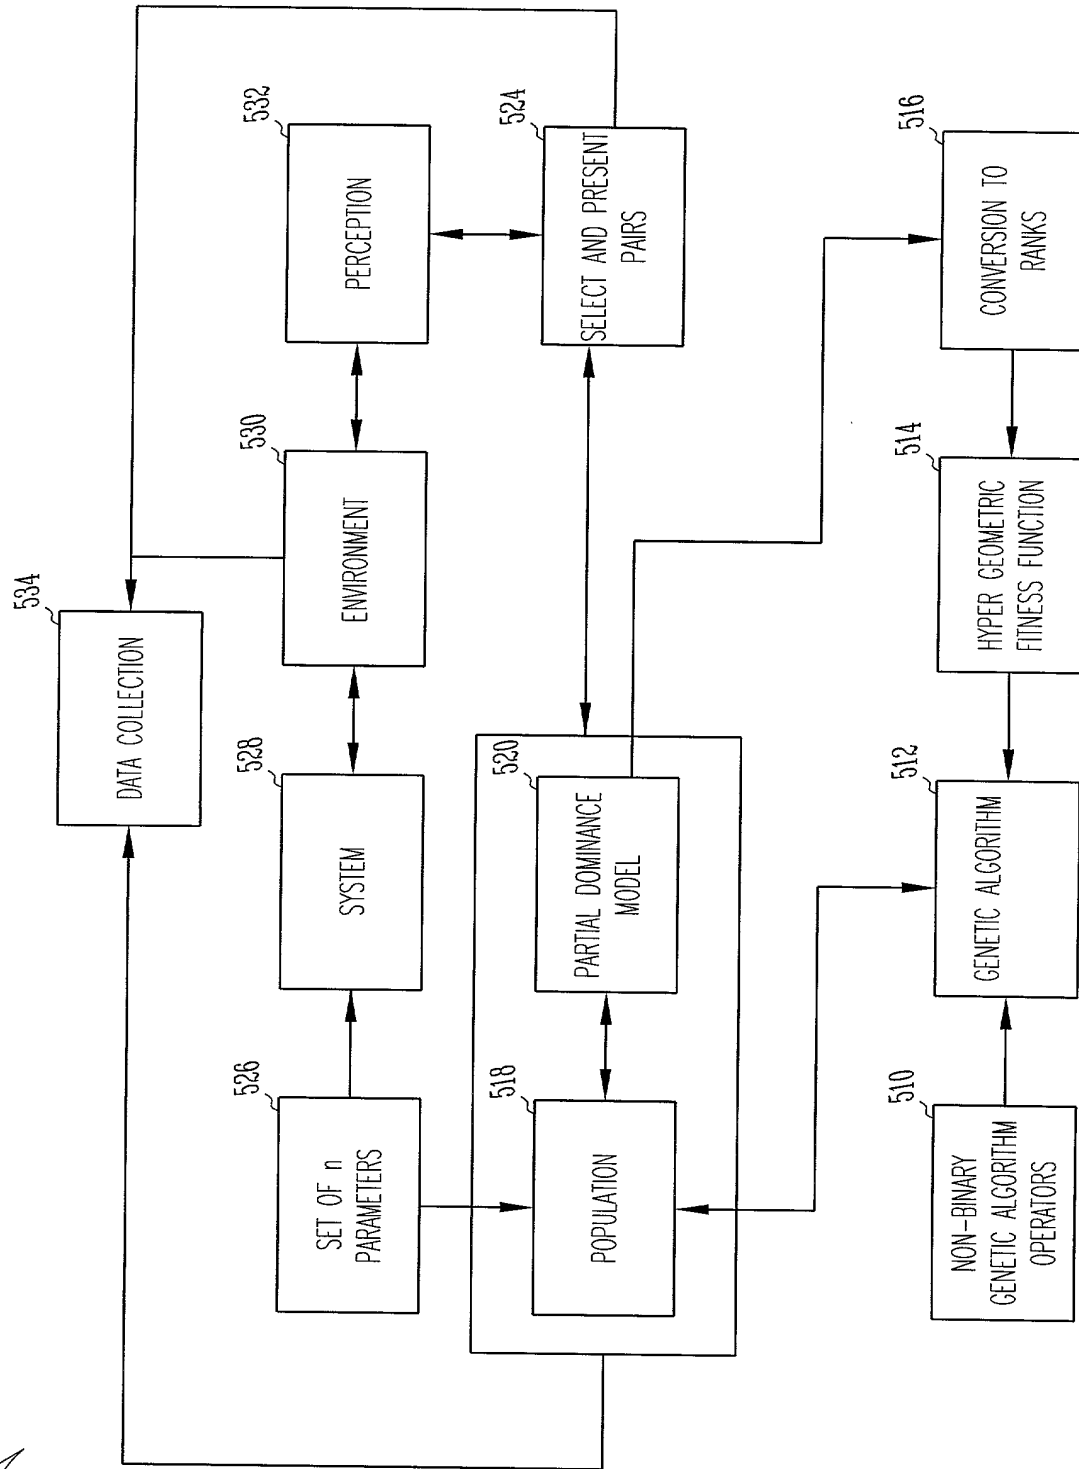 534
DATA COLLECTION
526
SET OF n
PARAMETERS
528
SYSTEM
530
ENVIRONMENT
532
PERCEPTION
518
POPULATION
520
PARTIAL DOMINANCE
MODEL
524
SELECT AND PRESENT
PAIRS
510
NON-BINARY
GENETIC ALGORITHM
OPERATORS
512
GENETIC ALGORITHM
514
HYPER GEOMETRIC
FITNESS FUNCTION
516
CONVERSION TO
RANKS